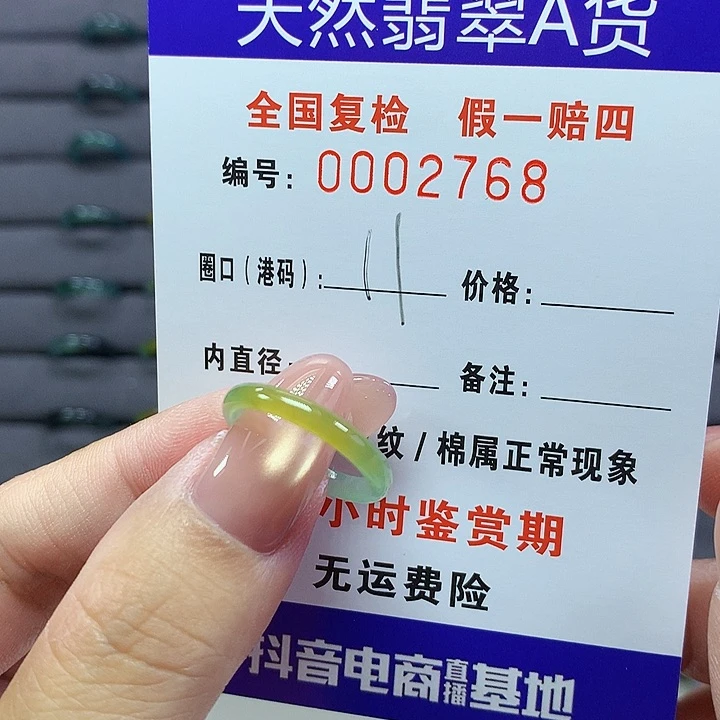 天然翡翠A货
全国复检 假一赔四
编号: 0002768
圈口(港码): 11 价格:
内直径 备注:
纹/棉属正常现象
小时鉴赏期
无运费险
抖音电商直播基地